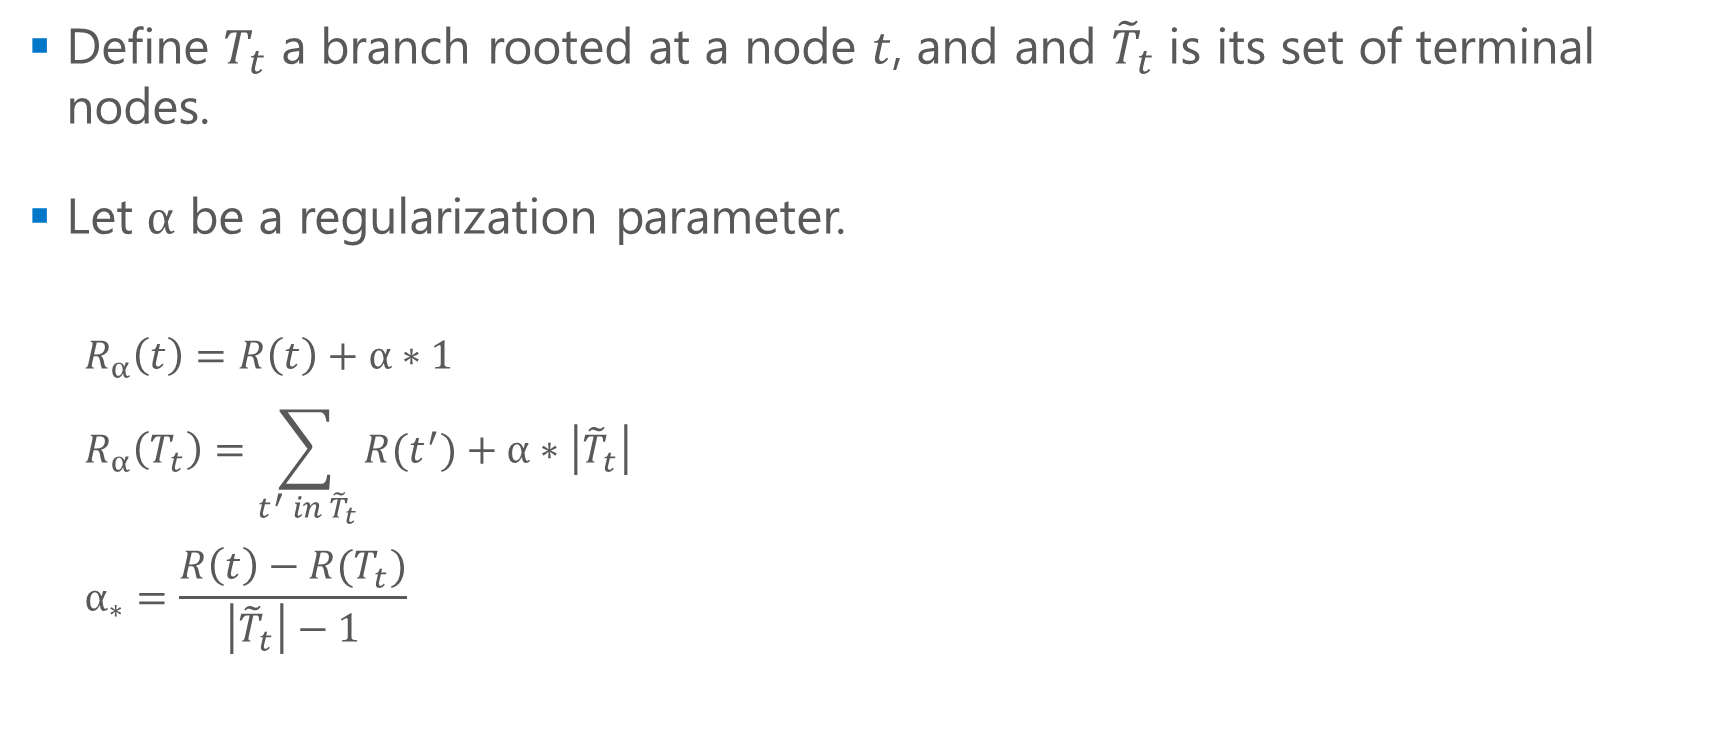 ▪ Define T_t a branch rooted at a node t, and and T̃_t is its set of terminal
nodes.
▪ Let α be a regularization parameter.
R_α(t) = R(t) + α * 1
R_α(T_t) = ∑_{t′ in T̃_t} R(t′) + α * |T̃_t|
α_* = \frac{R(t) − R(T_t)}{|T̃_t| − 1}